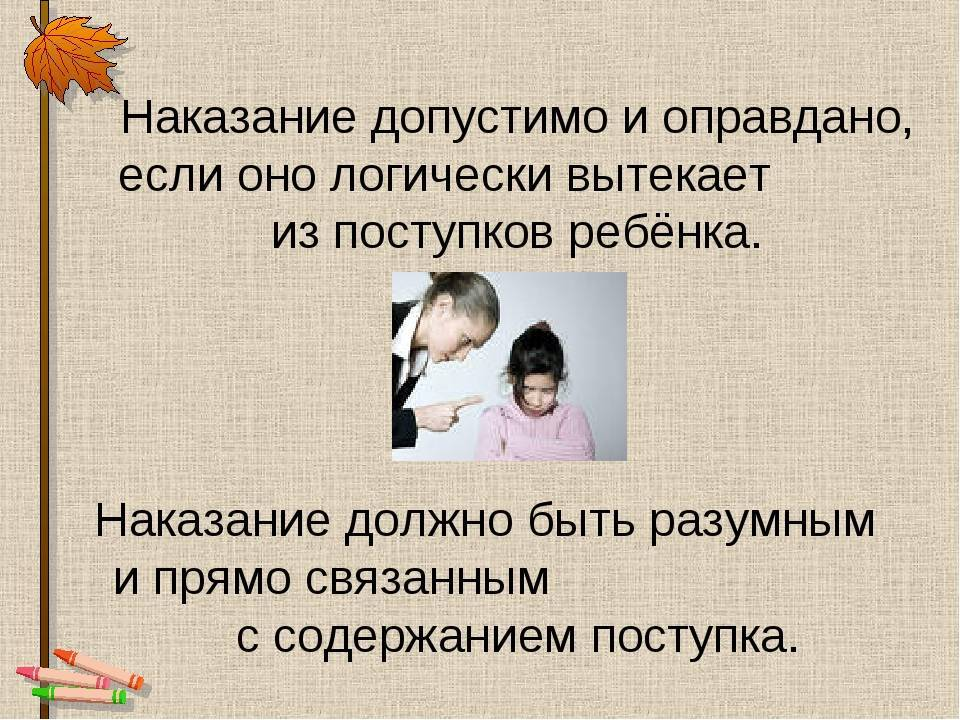 Наказание допустимо и оправдано,
если оно логически вытекает
из поступков ребёнка.
Наказание должно быть разумным
и прямо связанным
с содержанием поступка.